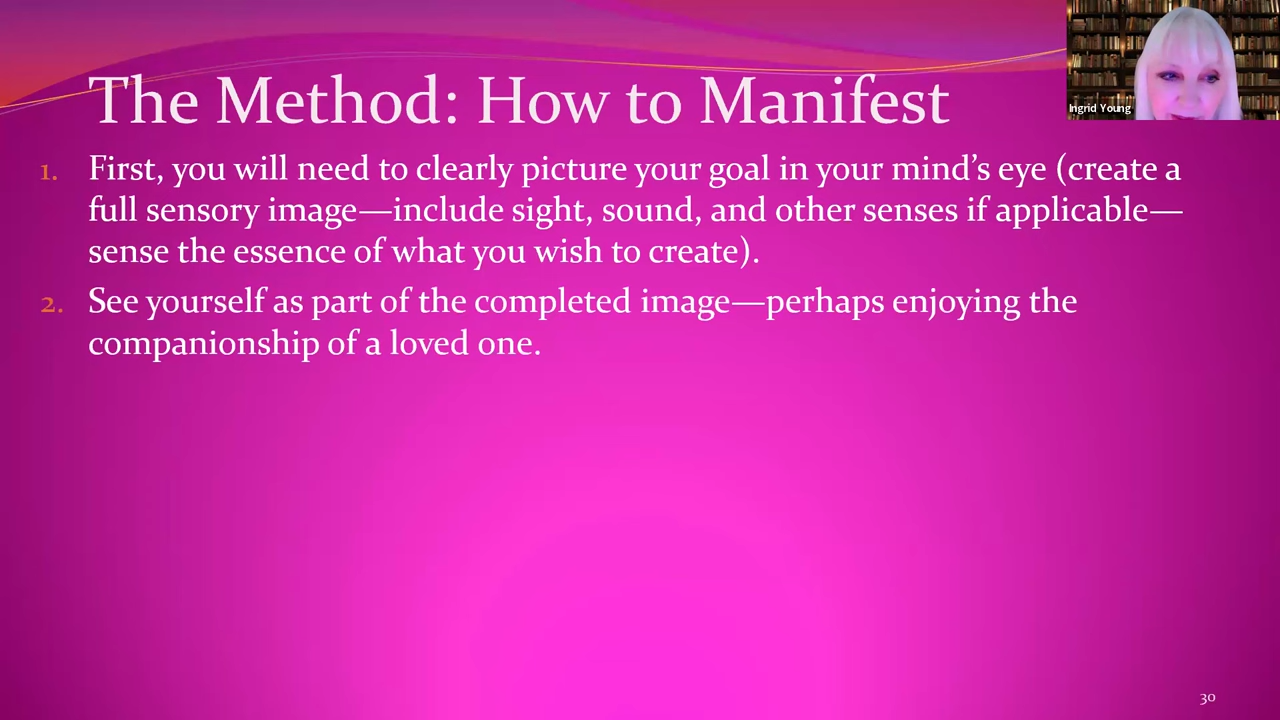 The Method: How to Manifest
Ingrid Young
1. First, you will need to clearly picture your goal in your mind’s eye (create a
full sensory image—include sight, sound, and other senses if applicable—
sense the essence of what you wish to create).
2. See yourself as part of the completed image—perhaps enjoying the
companionship of a loved one.
30